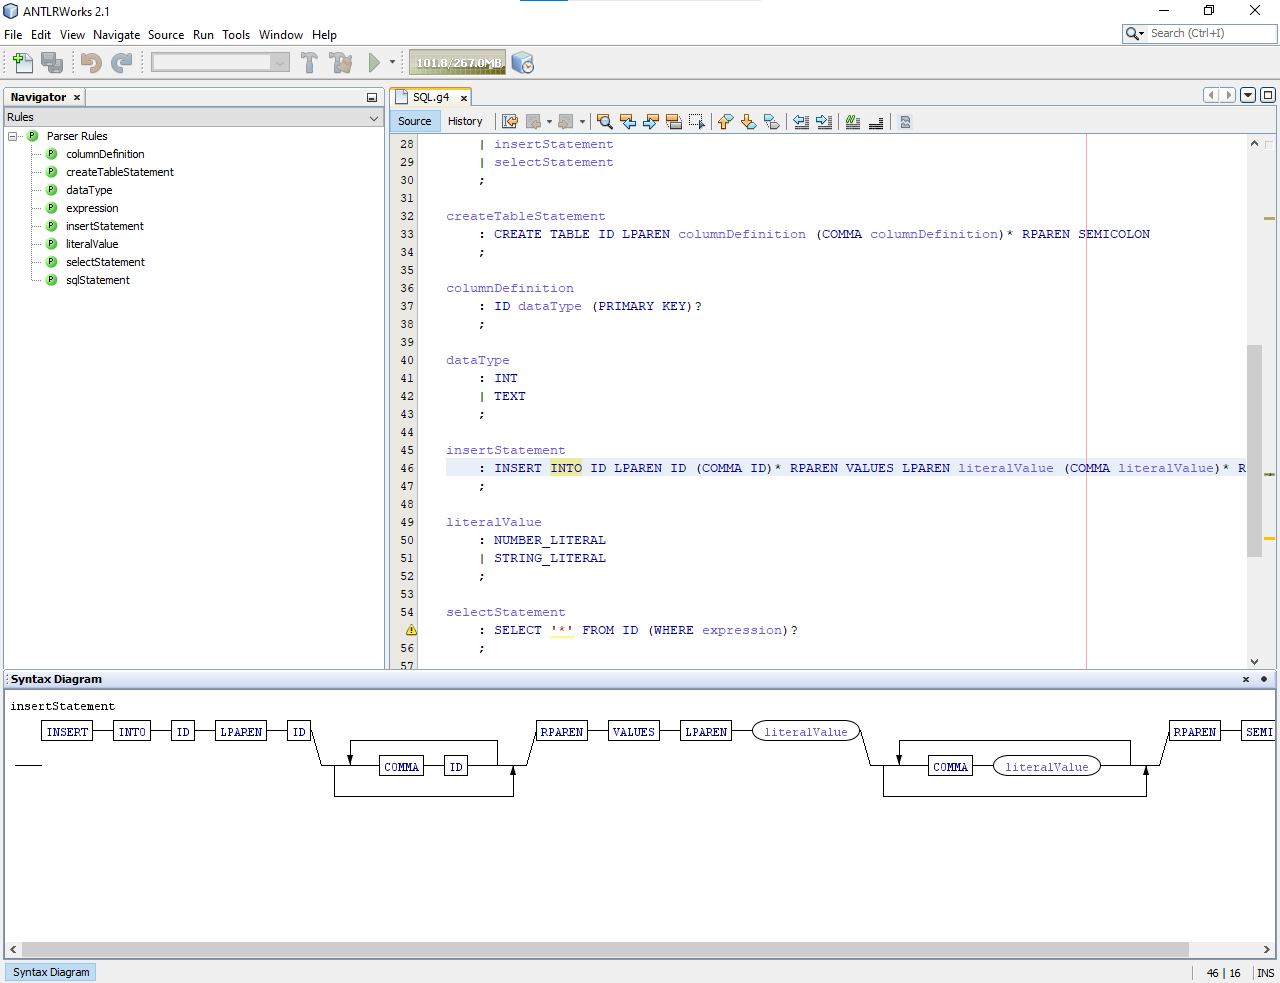 ANTLRWorks 2.1
File Edit View Navigate Source Run Tools Window Help
Search (Ctrl+I)
101.8/267.0MB
Navigator
SQL.g4
Rules
Source History
Parser Rules
columnDefinition
createTableStatement
dataType
expression
insertStatement
literalValue
selectStatement
sqlStatement
28 | insertStatement
29 | selectStatement
30 ;
31
32 createTableStatement
33 : CREATE TABLE ID LPAREN columnDefinition (COMMA columnDefinition)* RPAREN SEMICOLON
34 ;
35
36 columnDefinition
37 : ID dataType (PRIMARY KEY)?
38 ;
39
40 dataType
41 : INT
42 | TEXT
43 ;
44
45 insertStatement
46 : INSERT INTO ID LPAREN ID (COMMA ID)* RPAREN VALUES LPAREN literalValue (COMMA literalValue)* R
47 ;
48
49 literalValue
50 : NUMBER_LITERAL
51 | STRING_LITERAL
52 ;
53
54 selectStatement
: SELECT '*' FROM ID (WHERE expression)?
56 ;
57
Syntax Diagram
insertStatement
INSERT INTO ID LPAREN ID RPAREN VALUES LPAREN literalValue RPAREN SEMI
COMMA ID COMMA literalValue
Syntax Diagram
46 | 16 INS